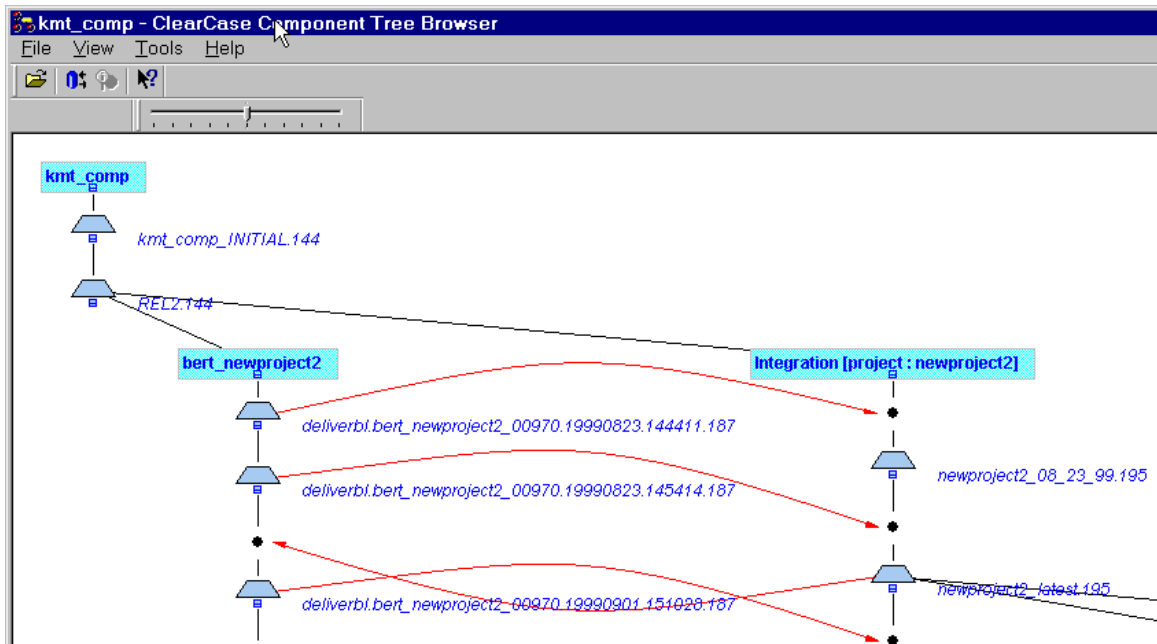 kmt_comp - ClearCase Component Tree Browser
File View Tools Help
kmt_comp
kmt_comp_INITIAL.144
REL2.144
bert_newproject2
Integration [project : newproject2]
deliverbl.bert_newproject2_00970.19990823.144411.187
newproject2_08_23_99.195
deliverbl.bert_newproject2_00970.19990823.145414.187
newproject2_latest.195
deliverbl.bert_newproject2_00970.19990901.151028.187